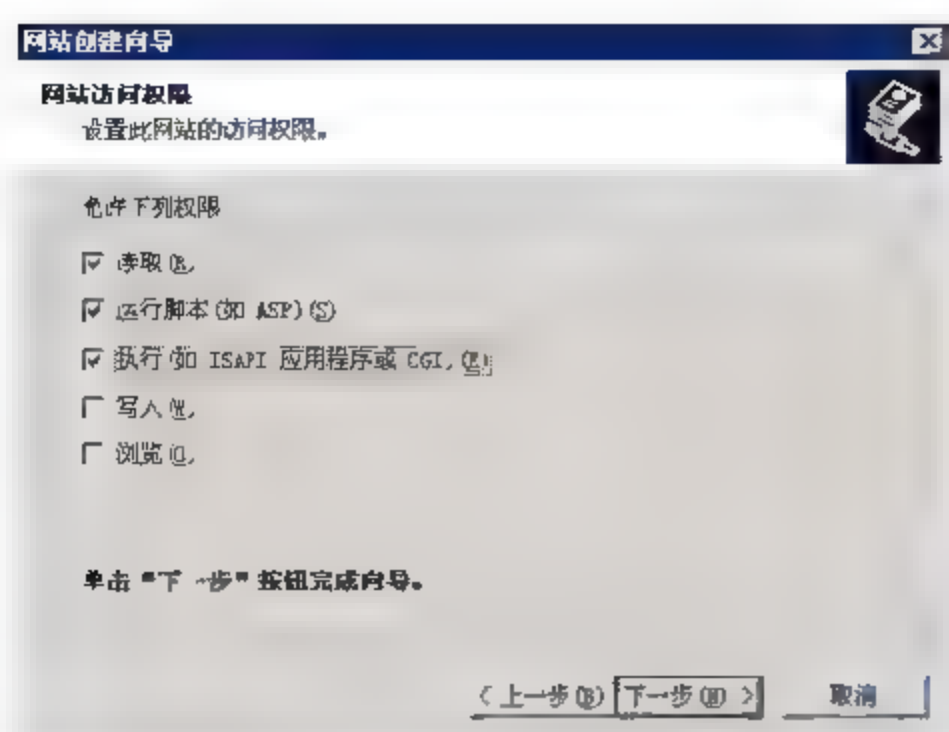 网站创建向导
网站访问权限
设置此网站的访问权限。
允许下列权限
读取(R)
运行脚本(如 ASP)(S)
执行(如 ISAPI 应用程序或 CGI)(E)
写入(W)
浏览(O)
单击"下一步"按钮完成向导。
< 上一步(B) 下一步(N) > 取消